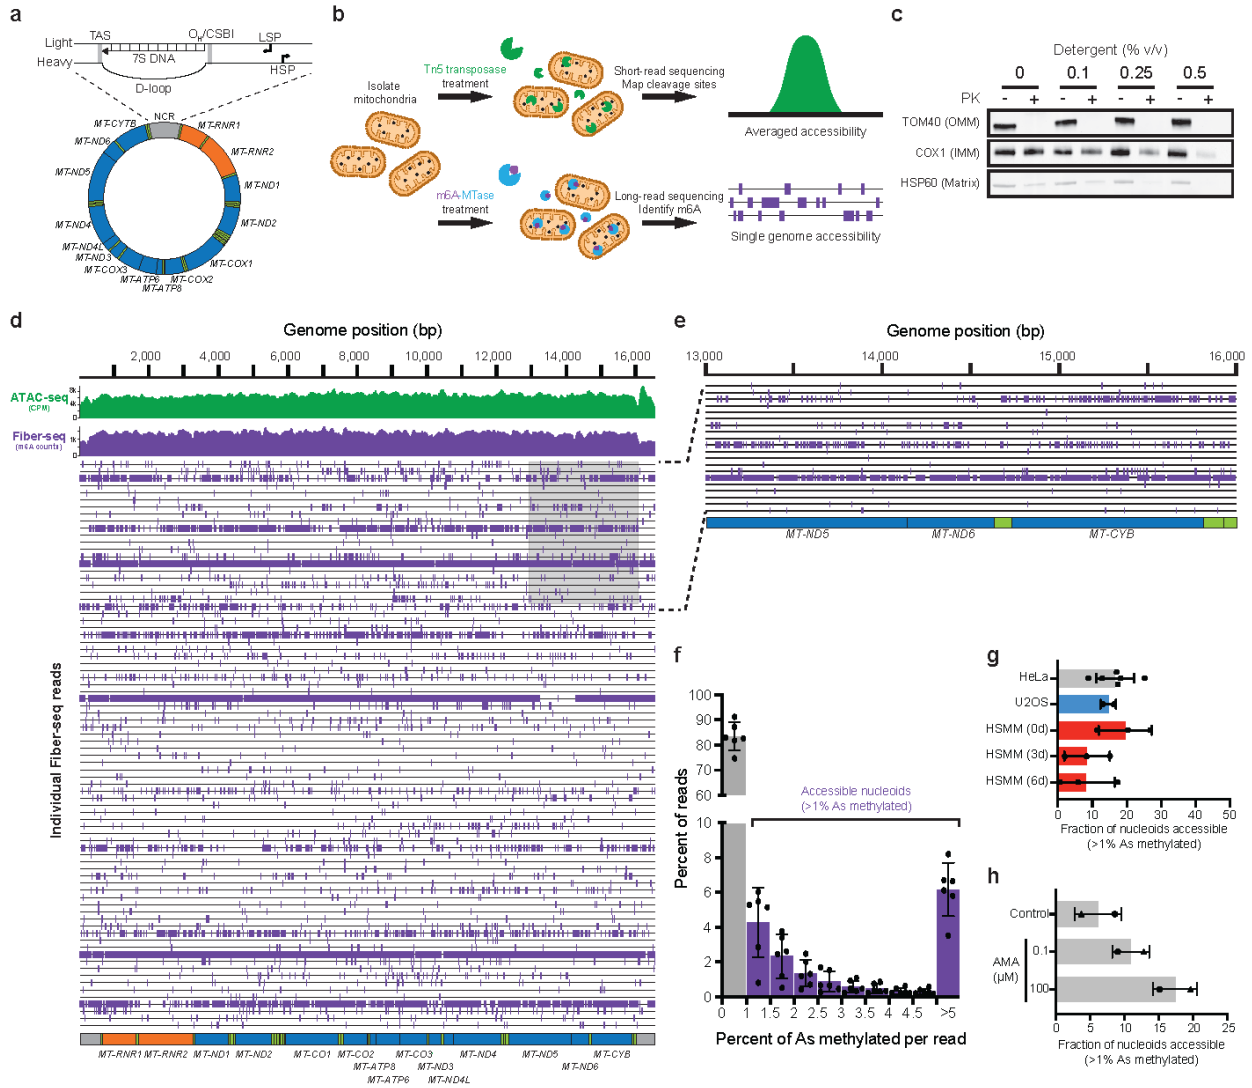 a
TAS
O_H/CSBI
LSP
Light
7S DNA
Heavy
HSP
D-loop
NCR
MT-CYTB
MT-RNR1
MT-ND6
MT-RNR2
MT-ND5
MT-ND1
MT-ND4
MT-ND2
MT-ND4L
MT-ND3
MT-COX3
MT-COX1
MT-ATP6
MT-COX2
MT-ATP8
b
Isolate
mitochondria
Tn5 transposase
treatment
Short-read sequencing
Map cleavage sites
Averaged accessibility
m6A-MTase
treatment
Long-read sequencing
Identify m6A
Single genome accessibility
c
Detergent (% v/v)
0 0.1 0.25 0.5
PK - + - + - + - +
TOM40 (OMM)
COX1 (IMM)
HSP60 (Matrix)
d
Genome position (bp)
2,000 4,000 6,000 8,000 10,000 12,000 14,000 16,000
ATAC-seq
(CPM)
8k
4k
0
Fiber-seq
(m6A counts)
1k
0
Individual Fiber-seq reads
MT-RNR1 MT-RNR2 MT-ND1 MT-ND2 MT-CO1 MT-CO2 MT-CO3 MT-ND4 MT-ND5 MT-CYB
MT-ATP8 MT-ND3 MT-ND6
MT-ATP6 MT-ND4L
e
Genome position (bp)
13,000 14,000 15,000 16,000
MT-ND5 MT-ND6 MT-CYB
f
100
90
80
70
60
10
8
6
4
2
0
Percent of reads
Accessible nucleoids
(>1% As methylated)
0 1 1.5 2 2.5 3 3.5 4 4.5 >5
Percent of As methylated per read
g
HeLa
U2OS
HSMM (0d)
HSMM (3d)
HSMM (6d)
0 10 20 30 40 50
Fraction of nucleoids accessible
(>1% As methylated)
h
Control
AMA
(µM)
0.1
100
0 5 10 15 20 25
Fraction of nucleoids accessible
(>1% As methylated)